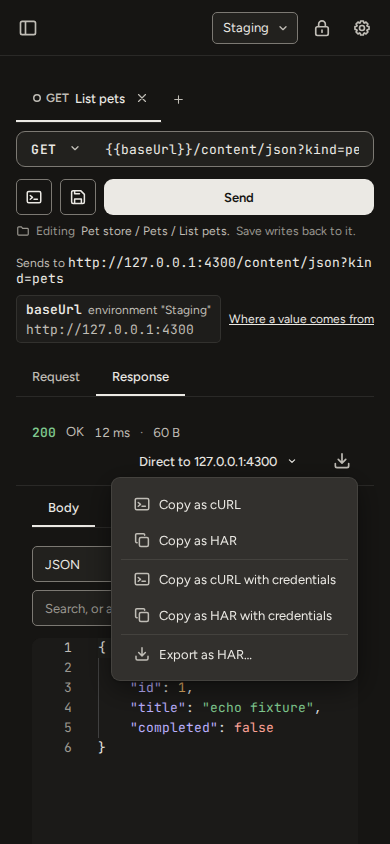 Staging
GET List pets
GET {{baseUrl}}/content/json?kind=pe
Send
Editing Pet store / Pets / List pets. Save writes back to it.
Sends to http://127.0.0.1:4300/content/json?kin
d=pets
baseUrl environment "Staging"
http://127.0.0.1:4300
Where a value comes from
Request Response
200 OK 12 ms · 60 B
Direct to 127.0.0.1:4300
Body
Copy as cURL
Copy as HAR
Copy as cURL with credentials
Copy as HAR with credentials
Export as HAR...
JSON
Search, or a
1 {
2
3 "id": 1,
4 "title": "echo fixture",
5 "completed": false
6 }